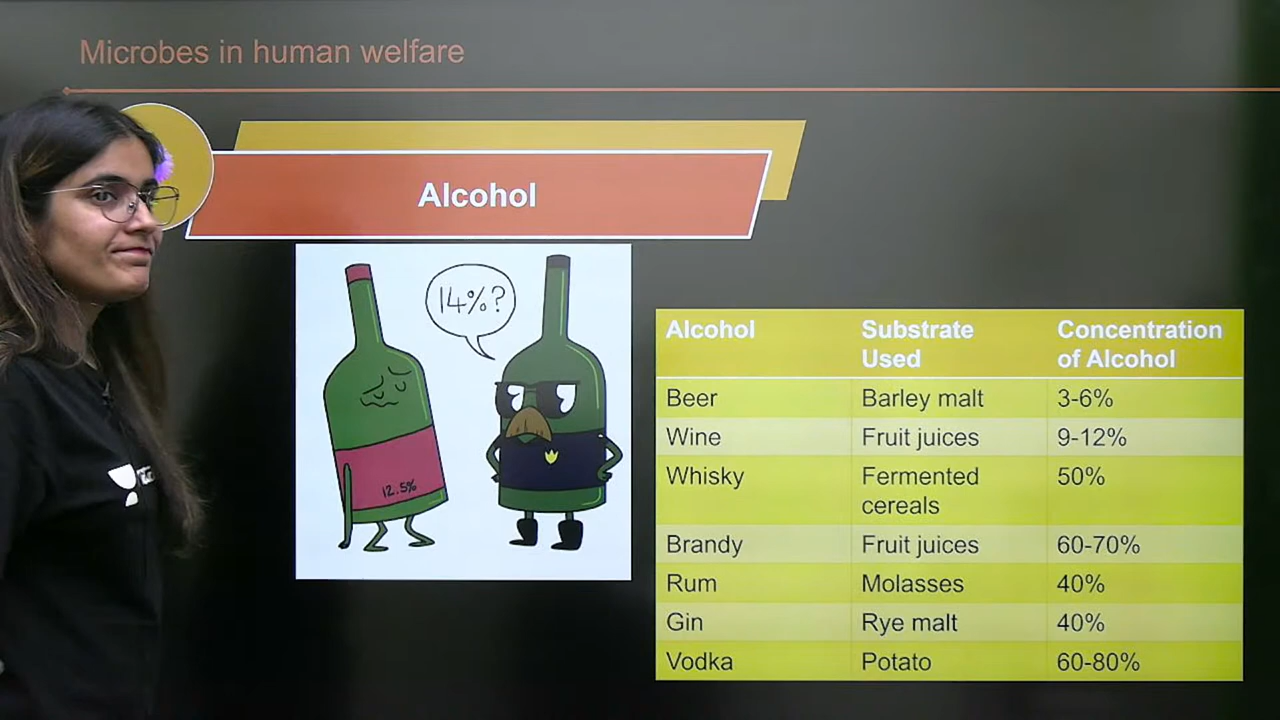 Microbes in human welfare
Alcohol
14%?
12.5%
Alcohol Substrate Used Concentration of Alcohol
Beer Barley malt 3-6%
Wine Fruit juices 9-12%
Whisky Fermented cereals 50%
Brandy Fruit juices 60-70%
Rum Molasses 40%
Gin Rye malt 40%
Vodka Potato 60-80%